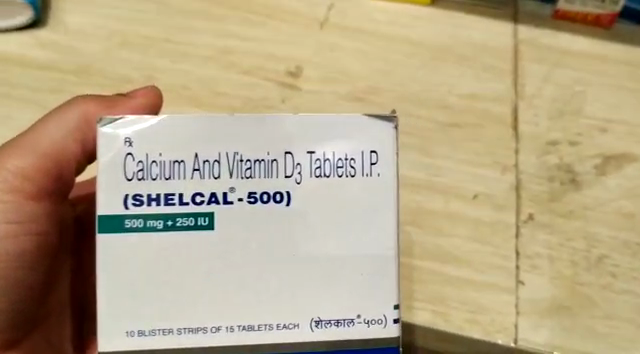 Rx
Calcium And Vitamin D3 Tablets I.P.
(SHELCAL®-500)
500 mg + 250 IU
10 BLISTER STRIPS OF 15 TABLETS EACH (शेलकाल®-५००)